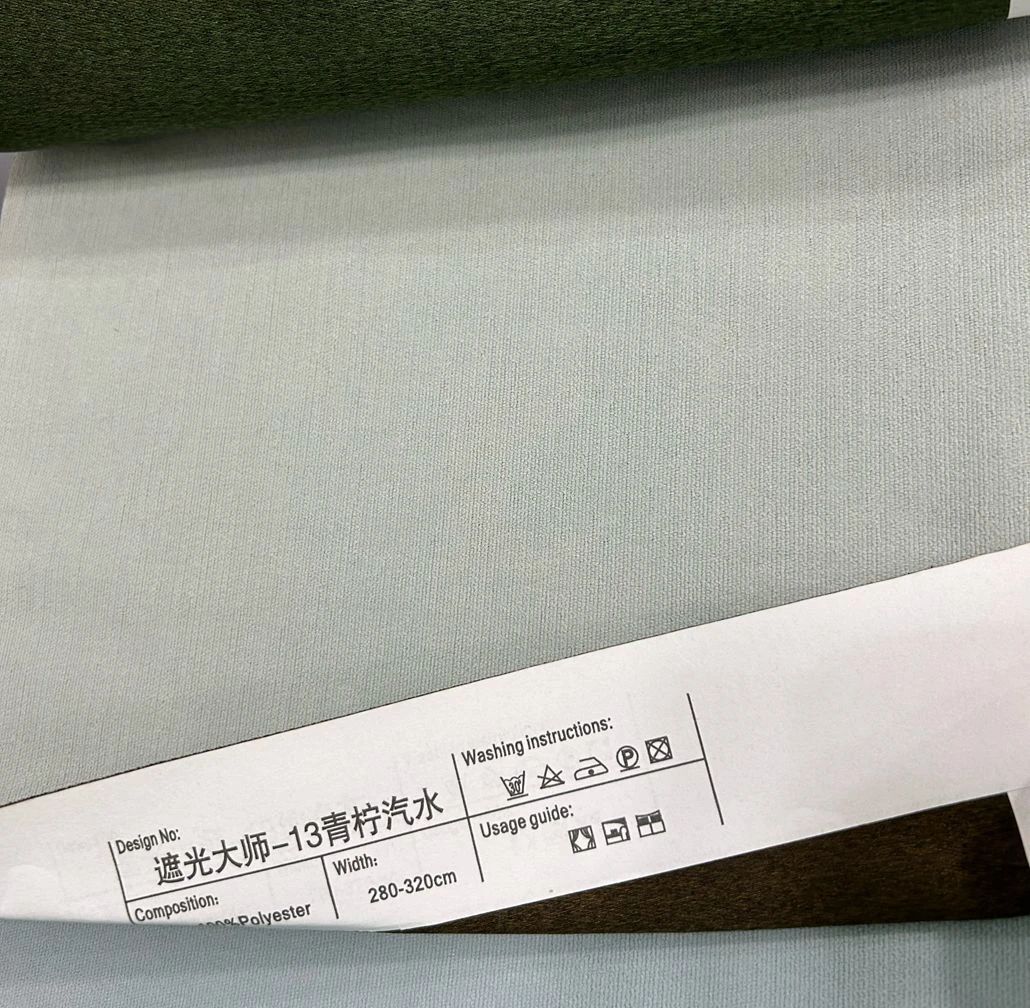 Design No:
遮光大师-13青柠汽水
Composition:
Polyester
Width:
280-320cm
Washing instructions:
30°
P
Usage guide: